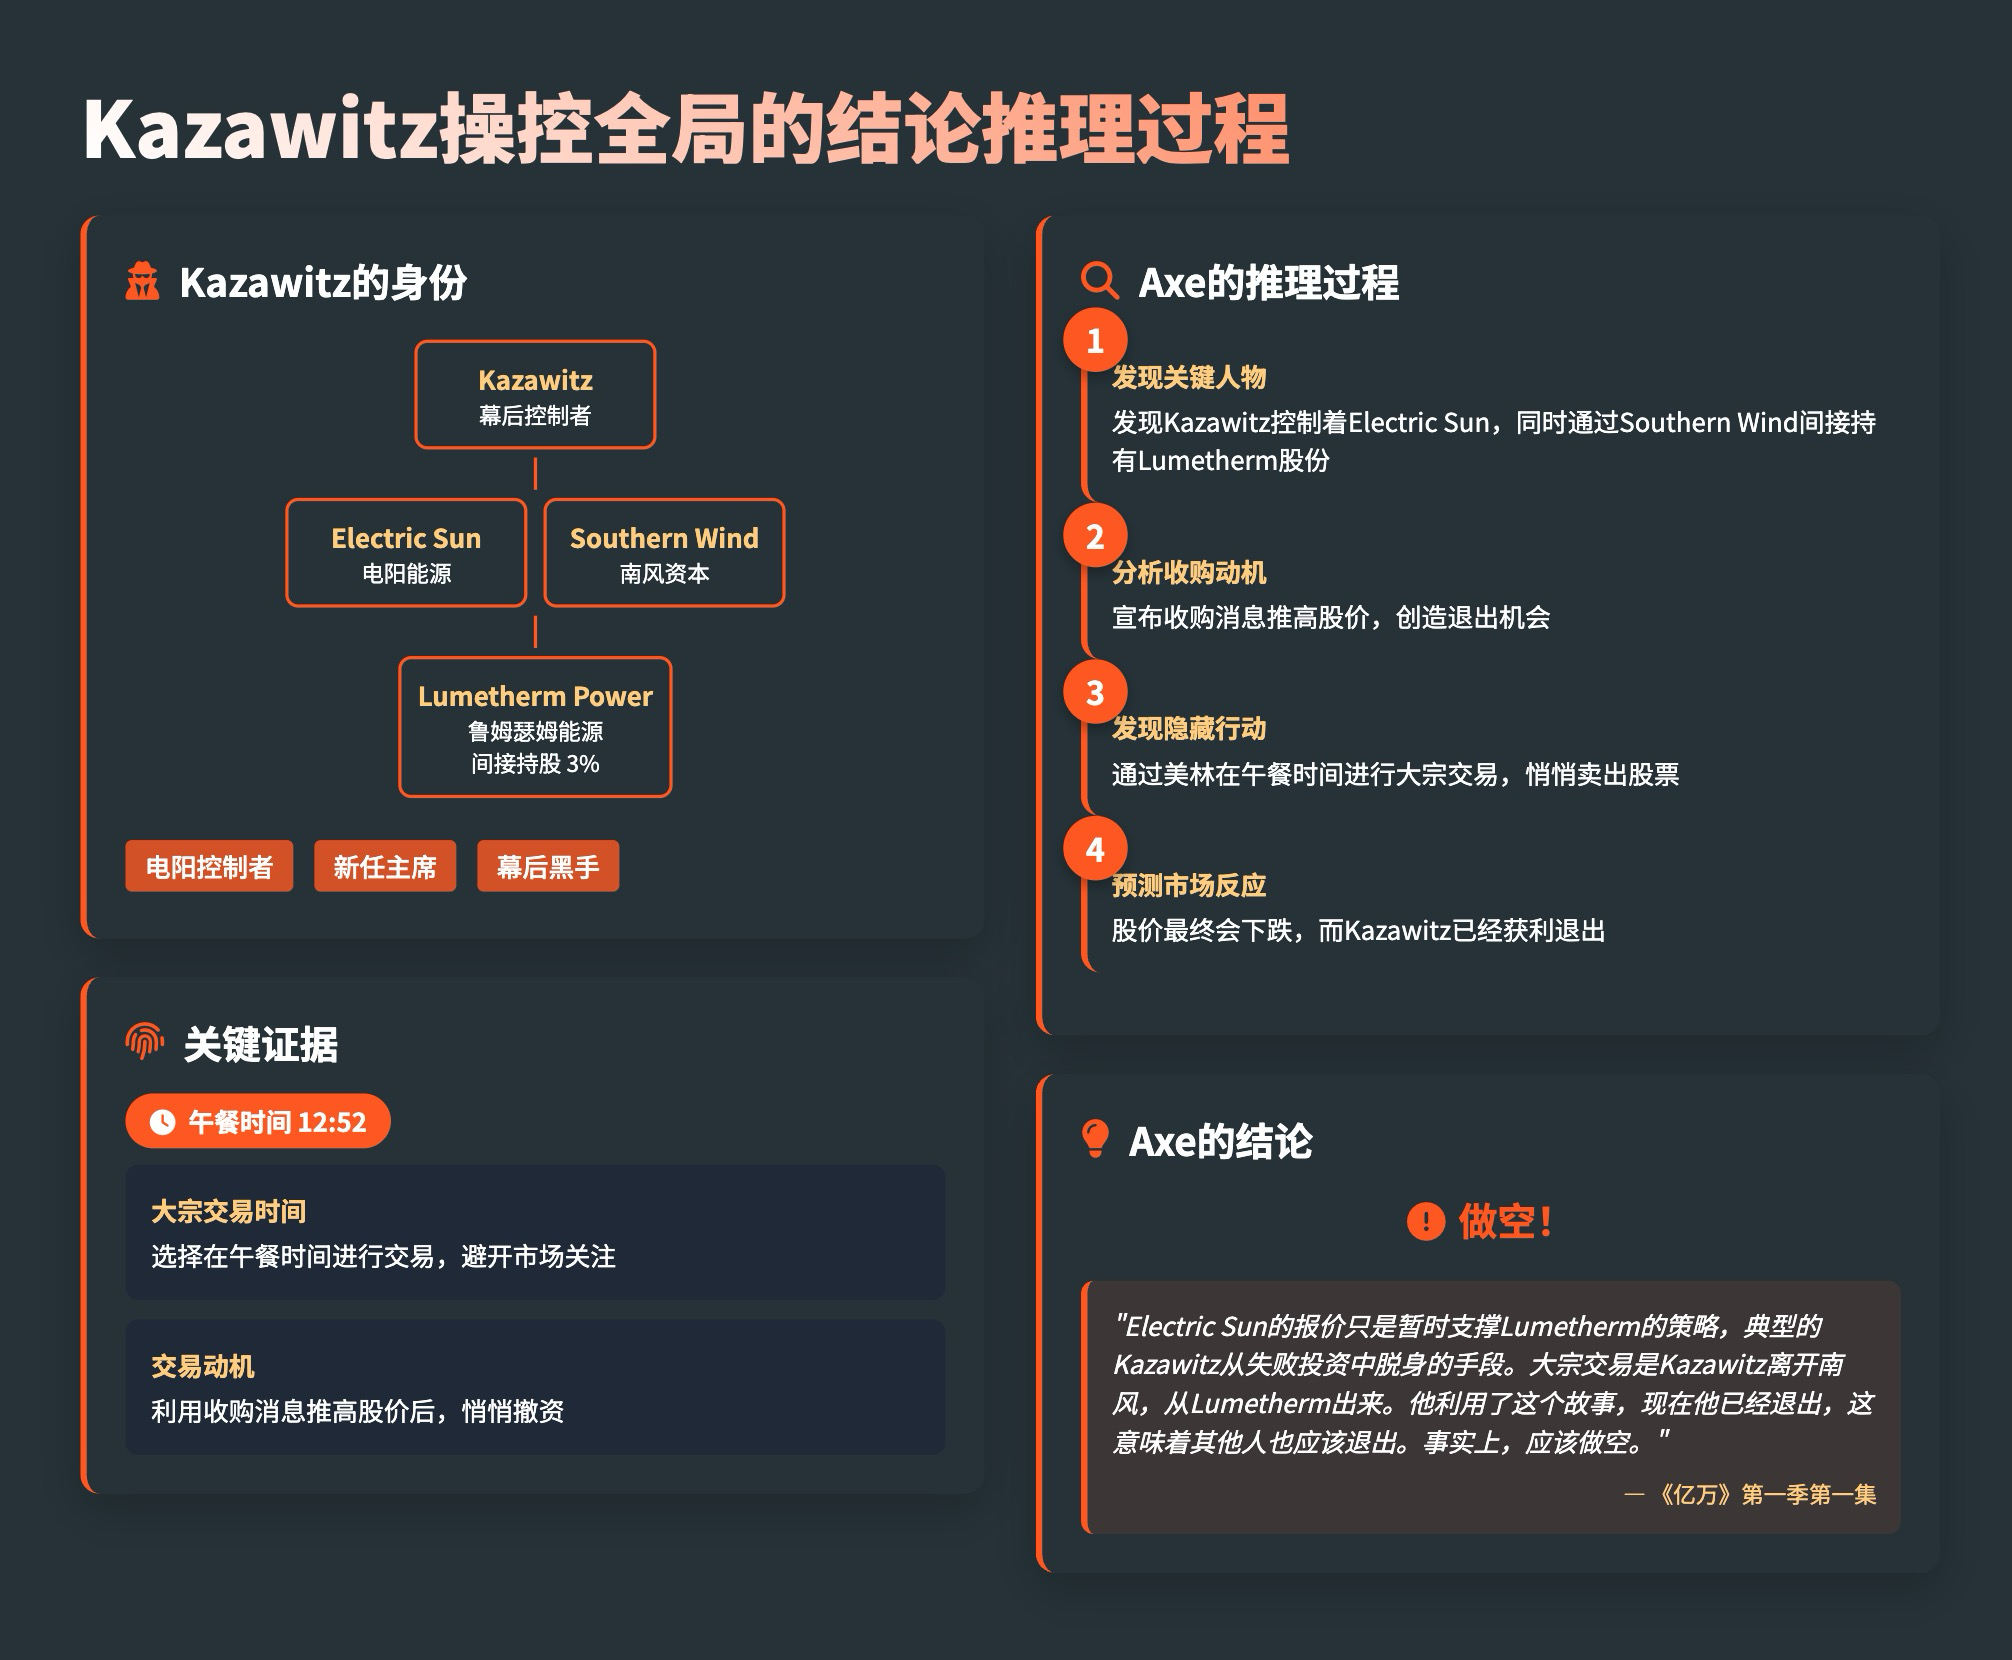 Kazawitz操控全局的结论推理过程
Kazawitz的身份
Kazawitz
幕后控制者
Electric Sun
电阳能源
Southern Wind
南风资本
Lumetherm Power
鲁姆瑟姆能源
间接持股 3%
电阳控制者
新任主席
幕后黑手
关键证据
午餐时间 12:52
大宗交易时间
选择在午餐时间进行交易，避开市场关注
交易动机
利用收购消息推高股价后，悄悄撤资
Axe的推理过程
1
发现关键人物
发现Kazawitz控制着Electric Sun，同时通过Southern Wind间接持
有Lumetherm股份
2
分析收购动机
宣布收购消息推高股价，创造退出机会
3
发现隐藏行动
通过美林在午餐时间进行大宗交易，悄悄卖出股票
4
预测市场反应
股价最终会下跌，而Kazawitz已经获利退出
Axe的结论
做空！
"Electric Sun的报价只是暂时支撑Lumetherm的策略，典型的
Kazawitz从失败投资中脱身的手段。大宗交易是Kazawitz离开南
风，从Lumetherm出来。他利用了这个故事，现在他已经退出，这
意味着其他人也应该退出。事实上，应该做空。"
— 《亿万》第一季第一集